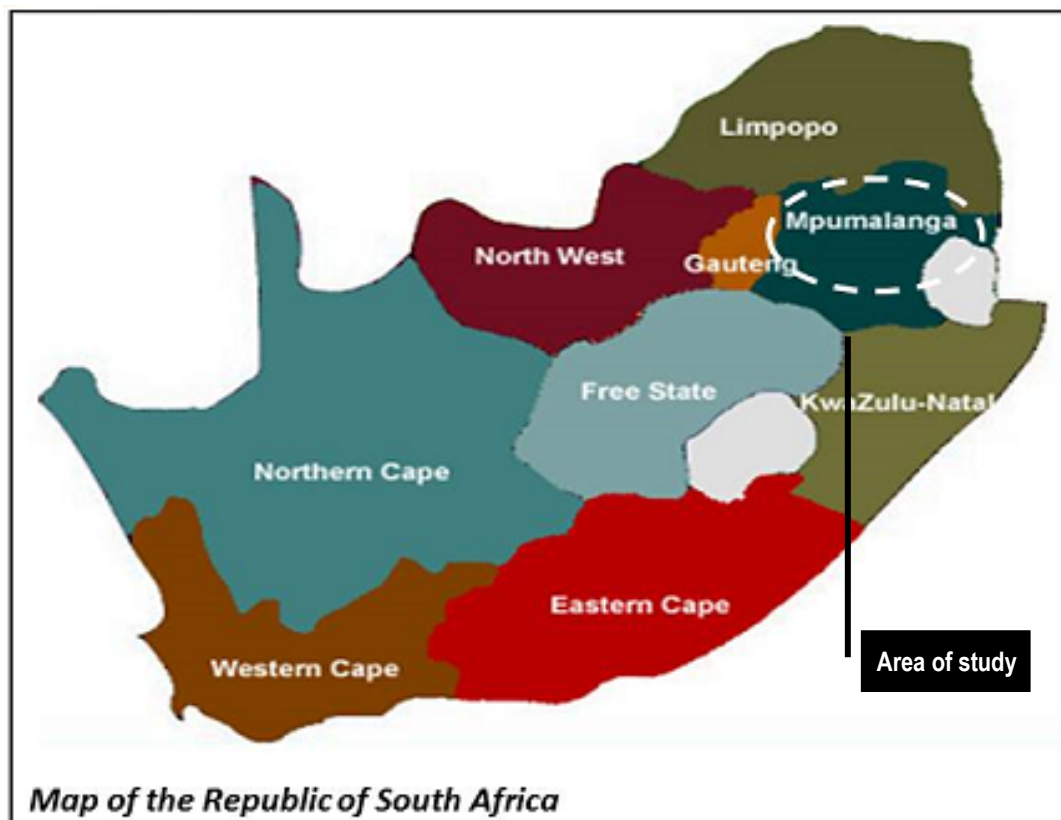 Limpopo
Mpumalanga
North West
Gauteng
Free State
KwaZulu-Natal
Northern Cape
Eastern Cape
Western Cape
Area of study
Map of the Republic of South Africa